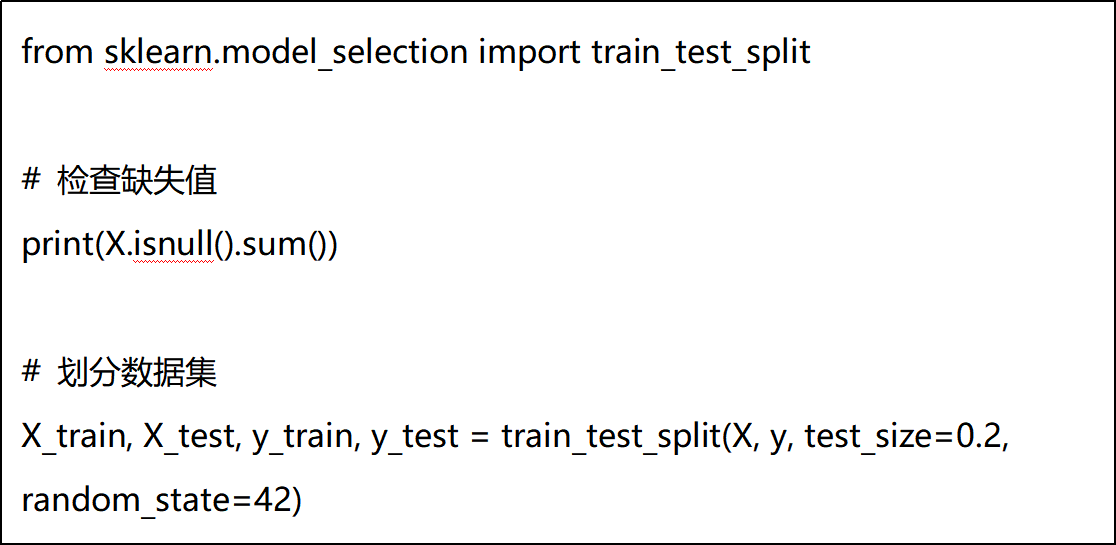 from sklearn.model_selection import train_test_split
# 检查缺失值
print(X.isnull().sum())
# 划分数据集
X_train, X_test, y_train, y_test = train_test_split(X, y, test_size=0.2,
random_state=42)